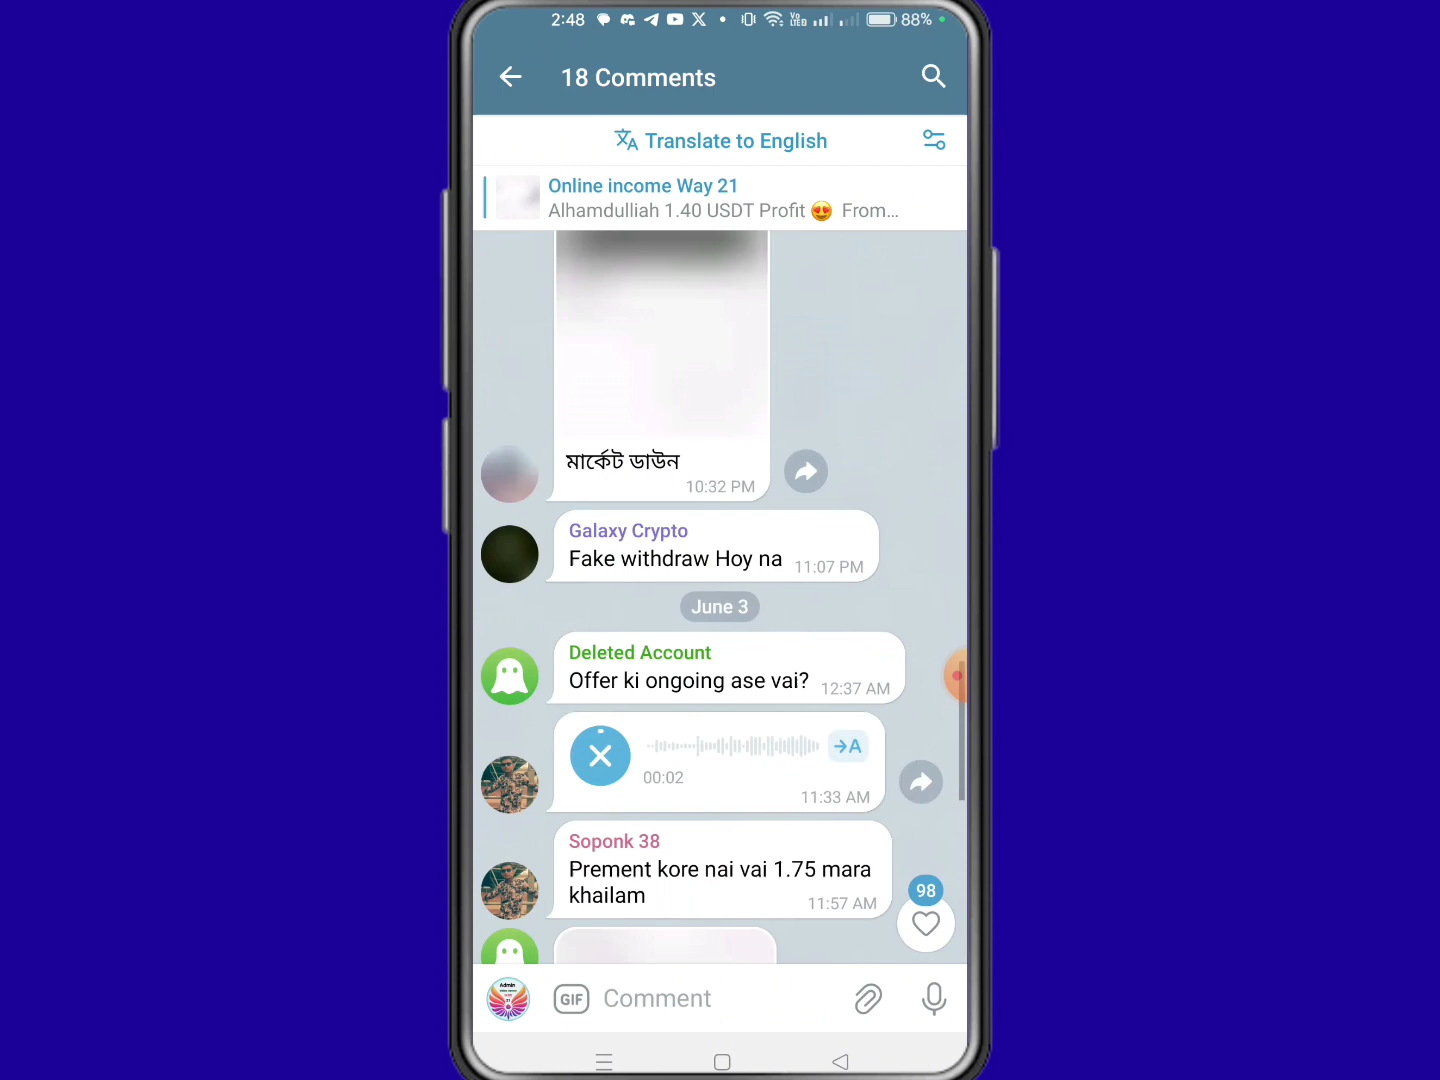 2:48 88%
18 Comments
Translate to English
Online income Way 21
Alhamdulliah 1.40 USDT Profit 😍 From...
মার্কেট ডাউন
10:32 PM
Galaxy Crypto
Fake withdraw Hoy na 11:07 PM
June 3
Deleted Account
Offer ki ongoing ase vai? 12:37 AM
→A
00:02
11:33 AM
Soponk 38
Prement kore nai vai 1.75 mara
khailam 11:57 AM
98
Admin
GIF Comment